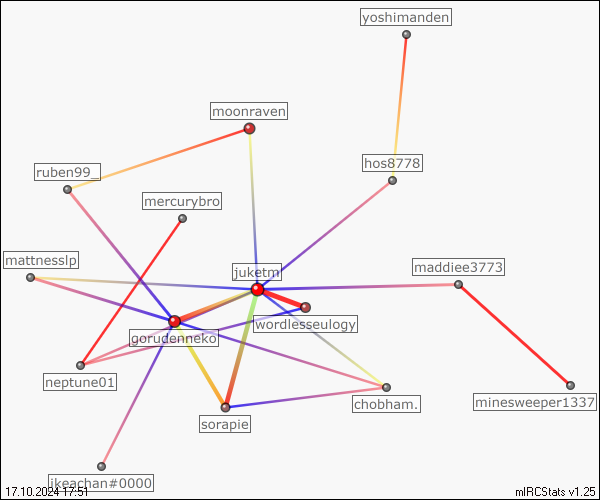 yoshimanden
moonraven
hos8778
ruben99_
mercurybro
mattnesslp
juketm
maddiee3773
wordlesseulogy
gorudenneko
neptune01
chobham.
minesweeper1337
sorapie
ikeachan#0000
17.10.2024 17:51
mIRCStats v1.25